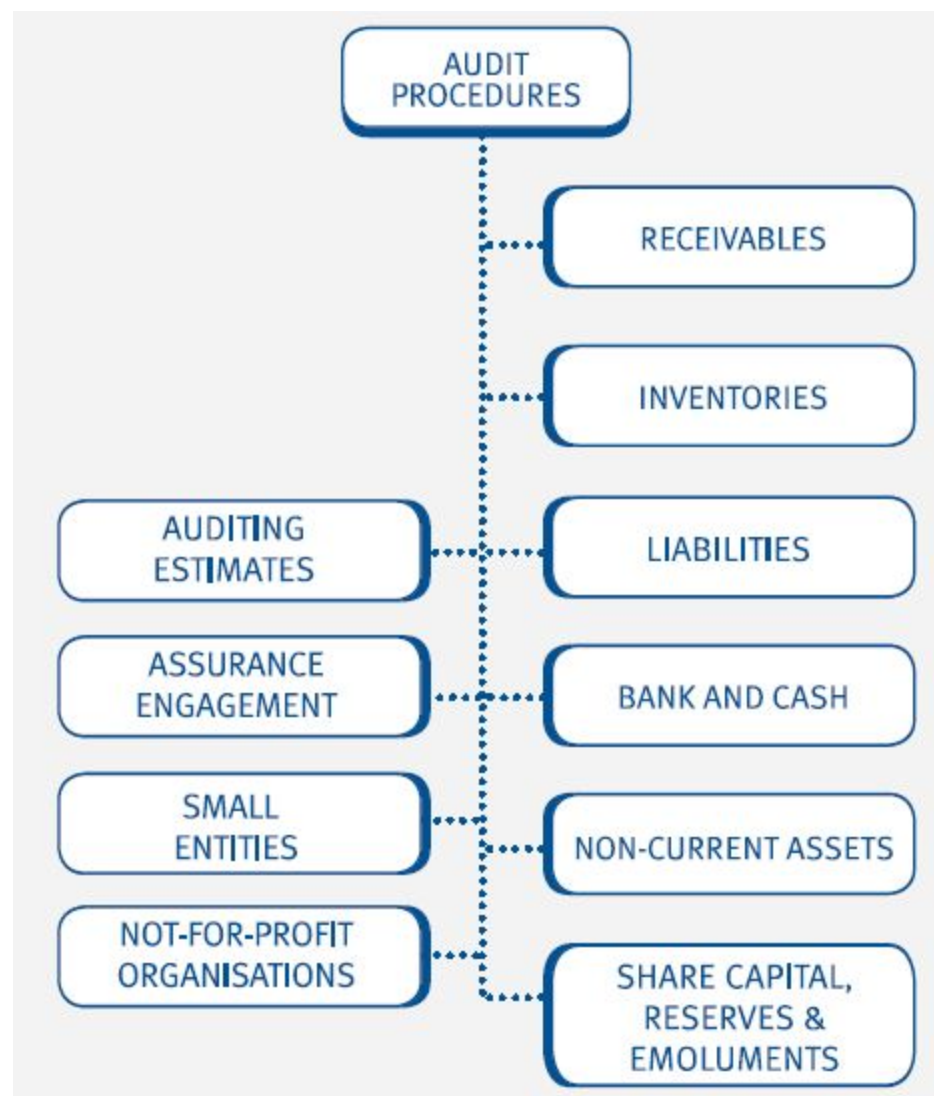 AUDIT
PROCEDURES
RECEIVABLES
INVENTORIES
AUDITING
ESTIMATES
LIABILITIES
ASSURANCE
ENGAGEMENT
BANK AND CASH
SMALL
ENTITIES
NON-CURRENT ASSETS
NOT-FOR-PROFIT
ORGANISATIONS
SHARE CAPITAL,
RESERVES &
EMOLUMENTS